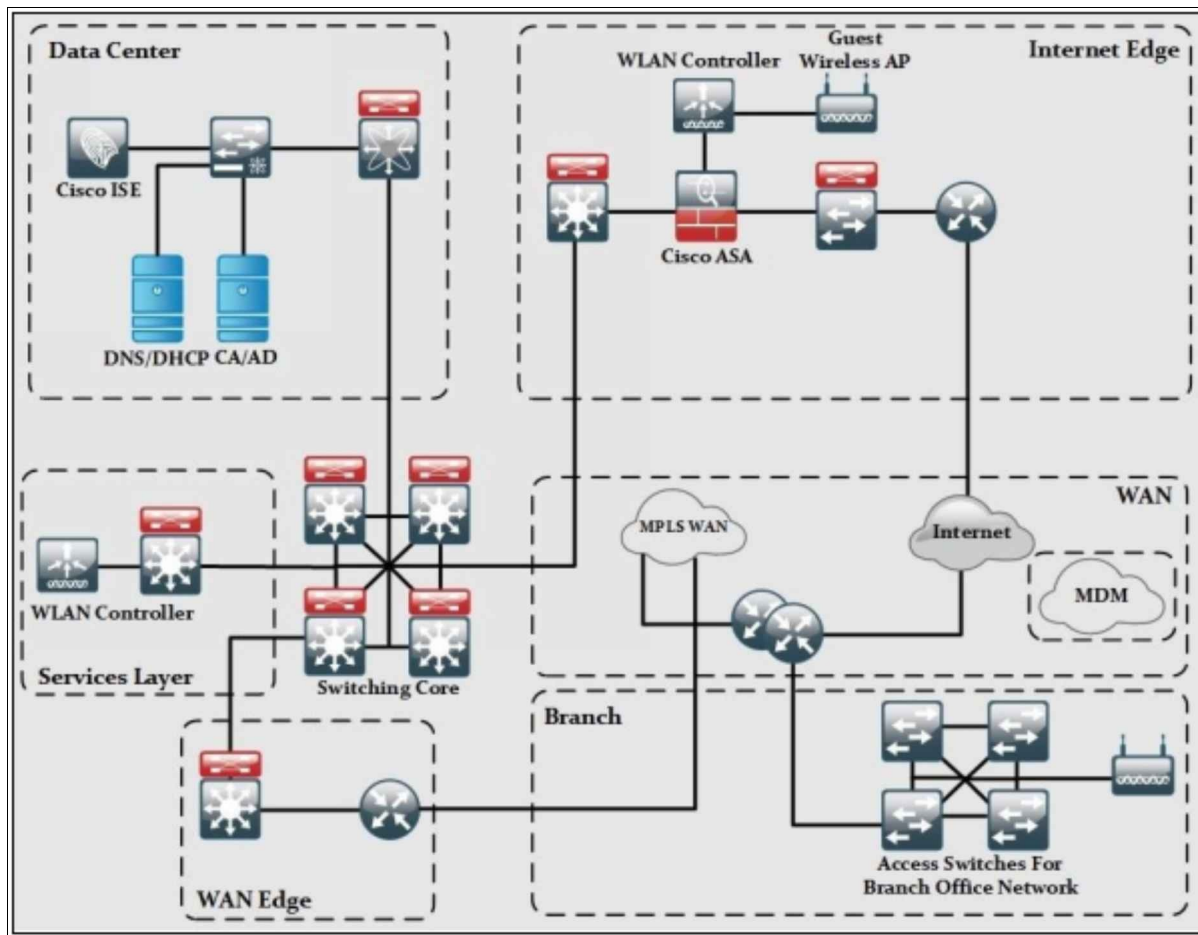 Data Center
Cisco ISE
DNS/DHCP
CA/AD
Internet Edge
WLAN Controller
Guest
Wireless AP
Cisco ASA
Services Layer
WLAN Controller
Switching Core
WAN
MPLS WAN
Internet
MDM
WAN Edge
Branch
Access Switches For
Branch Office Network